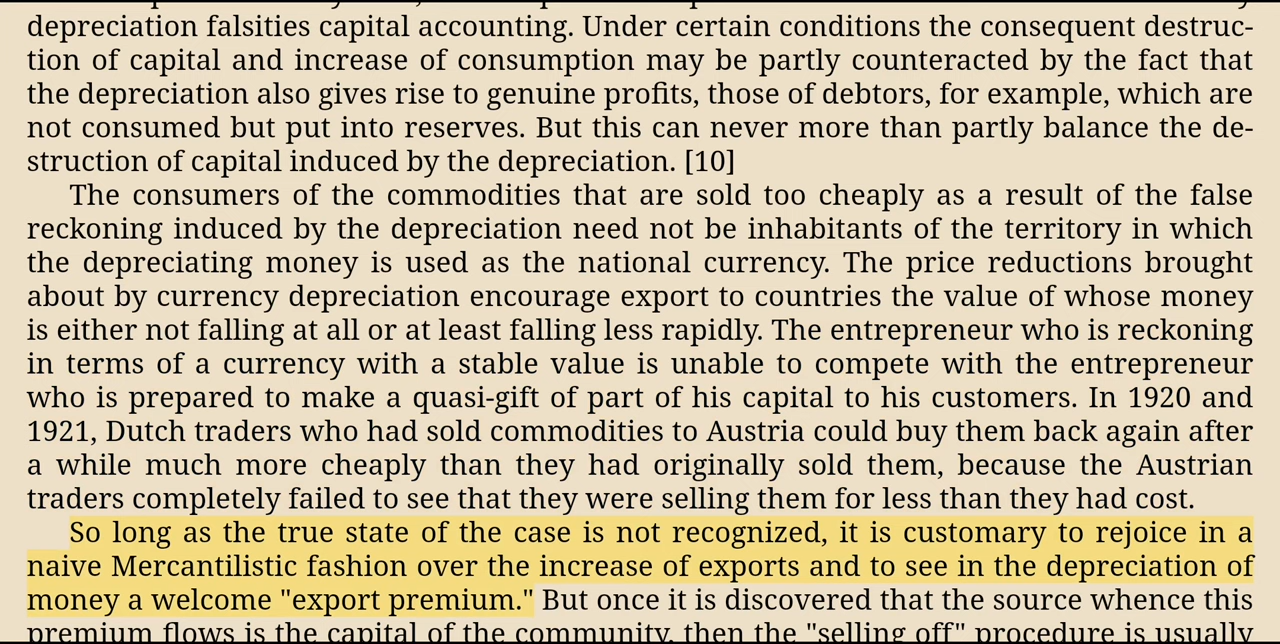 depreciation falsities capital accounting. Under certain conditions the consequent destruc-
tion of capital and increase of consumption may be partly counteracted by the fact that
the depreciation also gives rise to genuine profits, those of debtors, for example, which are
not consumed but put into reserves. But this can never more than partly balance the de-
struction of capital induced by the depreciation. [10]
The consumers of the commodities that are sold too cheaply as a result of the false
reckoning induced by the depreciation need not be inhabitants of the territory in which
the depreciating money is used as the national currency. The price reductions brought
about by currency depreciation encourage export to countries the value of whose money
is either not falling at all or at least falling less rapidly. The entrepreneur who is reckoning
in terms of a currency with a stable value is unable to compete with the entrepreneur
who is prepared to make a quasi-gift of part of his capital to his customers. In 1920 and
1921, Dutch traders who had sold commodities to Austria could buy them back again after
a while much more cheaply than they had originally sold them, because the Austrian
traders completely failed to see that they were selling them for less than they had cost.
So long as the true state of the case is not recognized, it is customary to rejoice in a
naive Mercantilistic fashion over the increase of exports and to see in the depreciation of
money a welcome "export premium." But once it is discovered that the source whence this
premium flows is the capital of the community, then the "selling off" procedure is usually